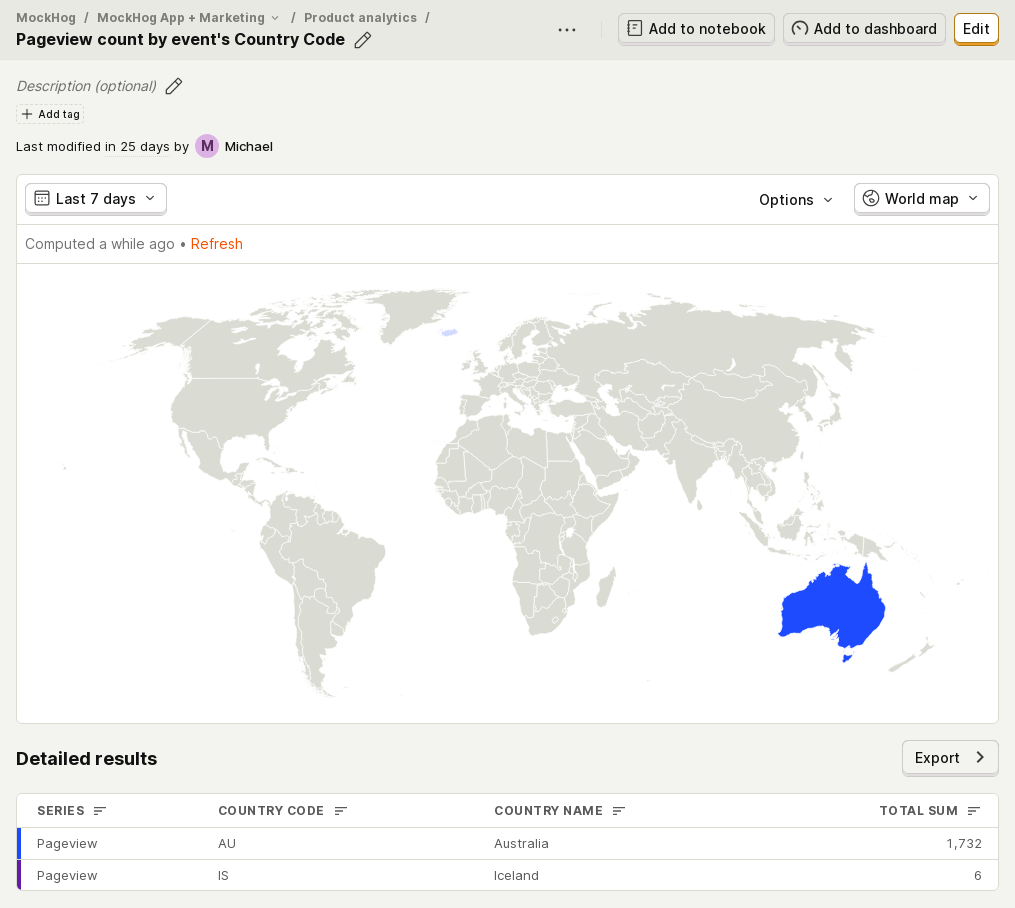 MockHog / MockHog App + Marketing / Product analytics /
Pageview count by event's Country Code
Add to notebook
Add to dashboard
Edit
Description (optional)
Add tag
Last modified in 25 days by M Michael
Last 7 days
Options
World map
Computed a while ago • Refresh
Detailed results
Export
SERIES COUNTRY CODE COUNTRY NAME TOTAL SUM
Pageview AU Australia 1,732
Pageview IS Iceland 6